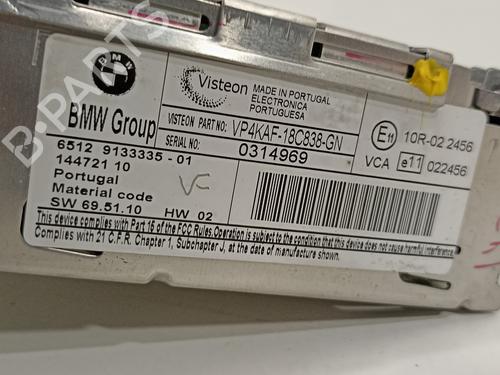 BMW
BMW Group
6512 9133335 - 01
144721 10
Portugal
Material code
SW 69.51.10 HW 02
Visteon
MADE IN PORTUGAL
ELECTRONICA
PORTUGUESA
VISTEON PART NO: VP4KAF-18C838-GN
SERIAL NO: 0314969
E11 10R-02 2456
VCA e11 022456
VC
This device complies with Part 15 of the FCC Rules. Operation is subject to the condition that this device does not cause harmful interference.
Complies with 21 C.F.R. Chapter 1, Subchapter J, at date of manufacture shown.
B-PARTS